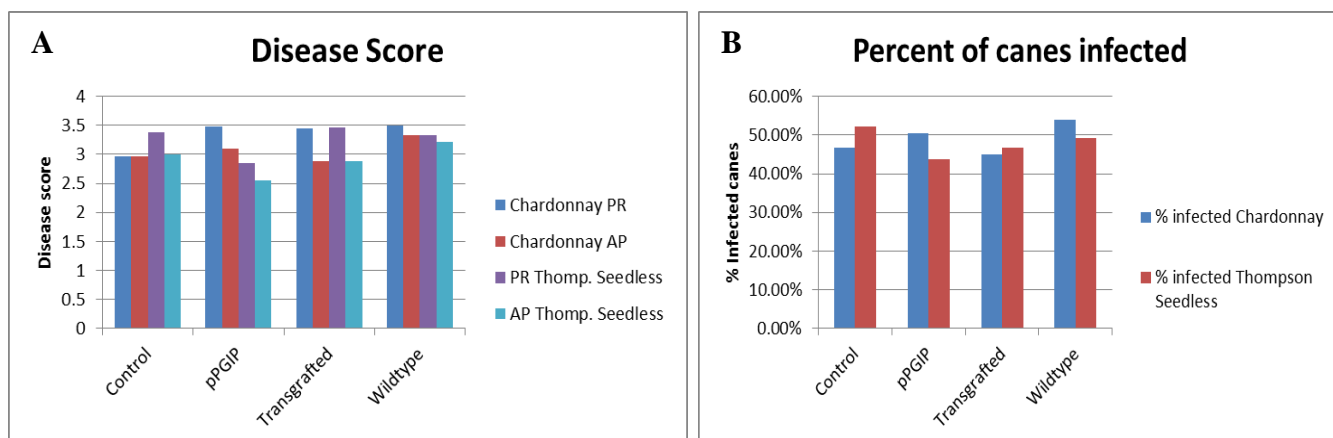 A
Disease Score
Disease score
4
3.5
3
2.5
2
1.5
1
0.5
0
Control
pPGIP
Transgrafted
Wildtype
Chardonnay PR
Chardonnay AP
PR Thomp. Seedless
AP Thomp. Seedless
B
Percent of canes infected
% Infected canes
60.00%
50.00%
40.00%
30.00%
20.00%
10.00%
0.00%
Control
pPGIP
Transgrafted
Wildtype
% infected Chardonnay
% infected Thompson
Seedless